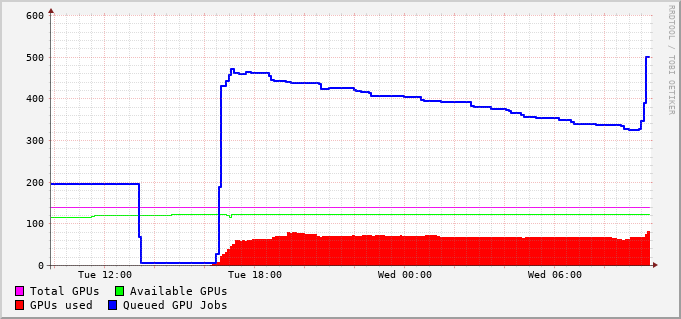 600
500
400
300
200
100
0
Tue 12:00 Tue 18:00 Wed 00:00 Wed 06:00
Total GPUs Available GPUs
GPUs used Queued GPU Jobs
RRDTOOL / TOBI OETIKER